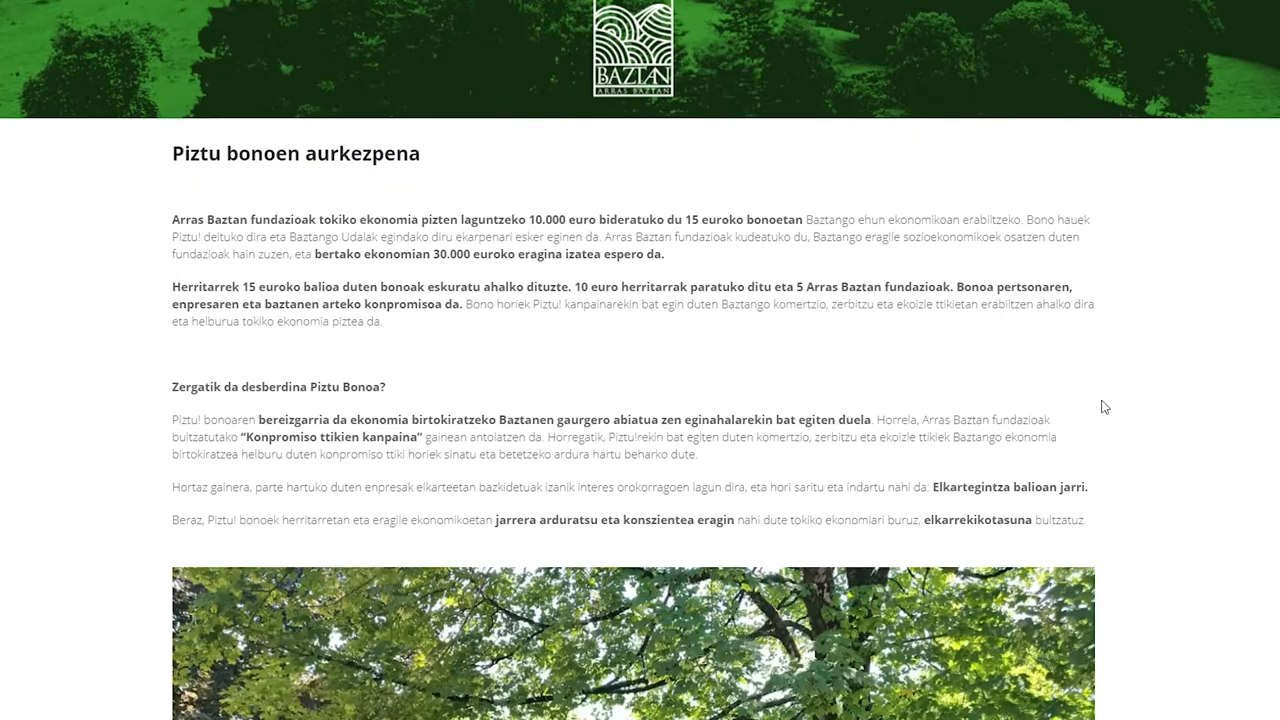 BAZTAN
ARRAS BAZTAN
Piztu bonoen aurkezpena
Arras Baztan fundazioak tokiko ekonomia pizten laguntzeko 10.000 euro bideratuko du 15 euroko bonoetan Baztango ehun ekonomikoan erabiltzeko. Bono hauek
Piztu! deituko dira eta Baztango Udalak egindako diru ekarpenari esker eginen da. Arras Baztan fundazioak kudeatuko du, Baztango eragile sozioekonomikoek osatzen duten
fundazioak hain zuzen, eta bertako ekonomian 30.000 euroko eragina izatea espero da.
Herritarrek 15 euroko balioa duten bonoak eskuratu ahalko dituzte. 10 euro herritarrak paratuko ditu eta 5 Arras Baztan fundazioak. Bonoa pertsonaren,
enpresaren eta baztanen arteko konpromisoa da. Bono horiek Piztu! kanpainarekin bat egin duten Baztango komertzio, zerbitzu eta ekoizle ttikietan erabiltzen ahalko dira
eta helburua tokiko ekonomia piztea da.
Zergatik da desberdina Piztu Bonoa?
Piztu! bonoaren bereizgarria da ekonomia birtokiratzeko Baztanen gaurgero abiatua zen eginahalarekin bat egiten duela. Horrela, Arras Baztan fundazioak
bultzatutako “Konpromiso ttikien kanpaina” gainean antolatzen da. Horregatik, Piztu!rekin bat egiten duten komertzio, zerbitzu eta ekoizle ttikiek Baztango ekonomia
birtokiratzea helburu duten konpromiso ttiki horiek sinatu eta betetzeko ardura hartu beharko dute.
Hortaz gainera, parte hartuko duten enpresak elkarteetan bazkidetuak izanik interes orokorragoen lagun dira, eta hori saritu eta indartu nahi da: Elkartegintza balioan jarri.
Beraz, Piztu! bonoek herritarretan eta eragile ekonomikoetan jarrera arduratsu eta konszientea eragin nahi dute tokiko ekonomiari buruz, elkarrekikotasuna bultzatuz.